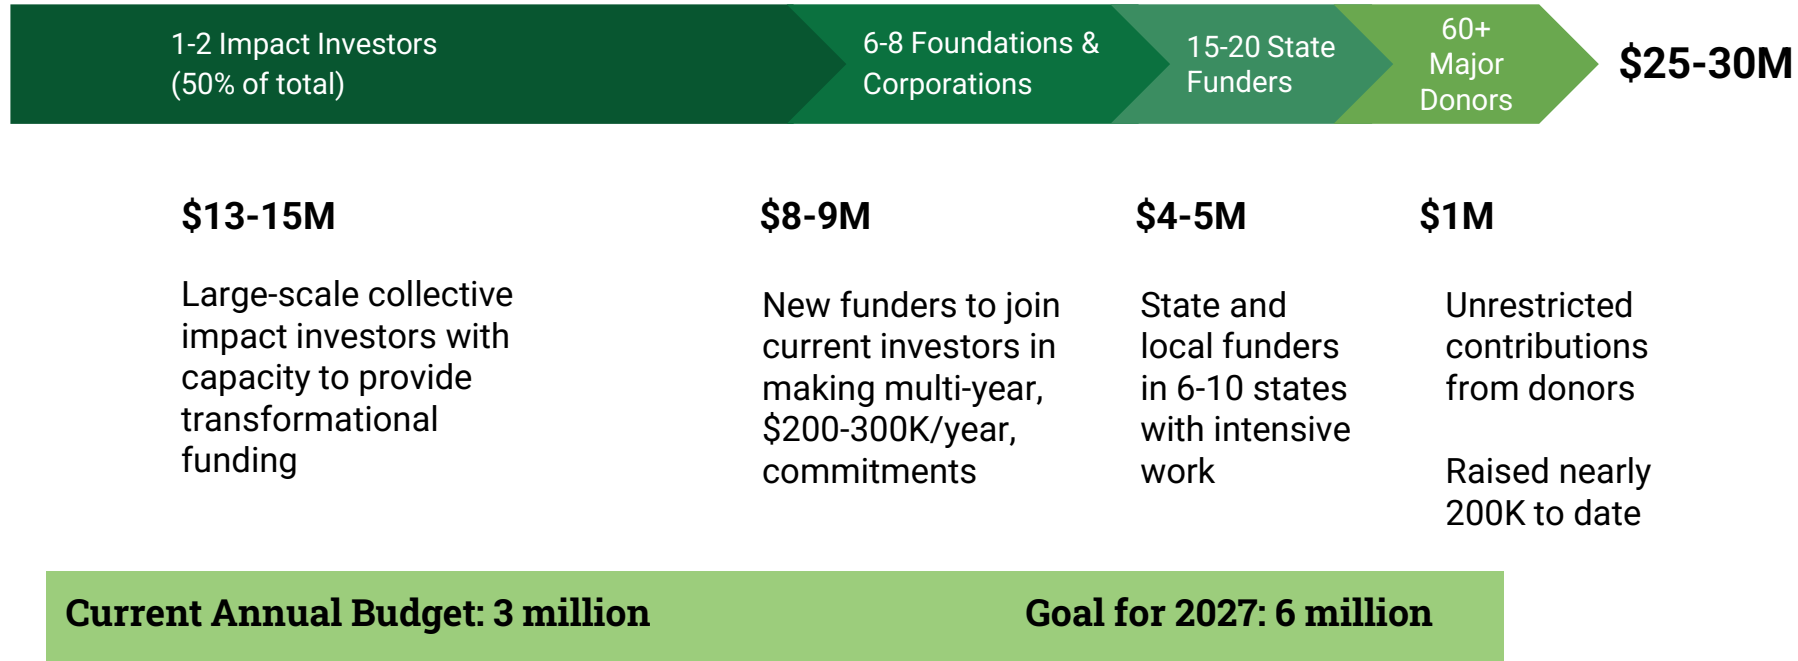 1-2 Impact Investors
(50% of total)
6-8 Foundations &
Corporations
15-20 State
Funders
60+
Major
Donors
$25-30M
$13-15M
Large-scale collective
impact investors with
capacity to provide
transformational
funding
$8-9M
New funders to join
current investors in
making multi-year,
$200-300K/year,
commitments
$4-5M
State and
local funders
in 6-10 states
with intensive
work
$1M
Unrestricted
contributions
from donors
Raised nearly
200K to date
Current Annual Budget: 3 million
Goal for 2027: 6 million